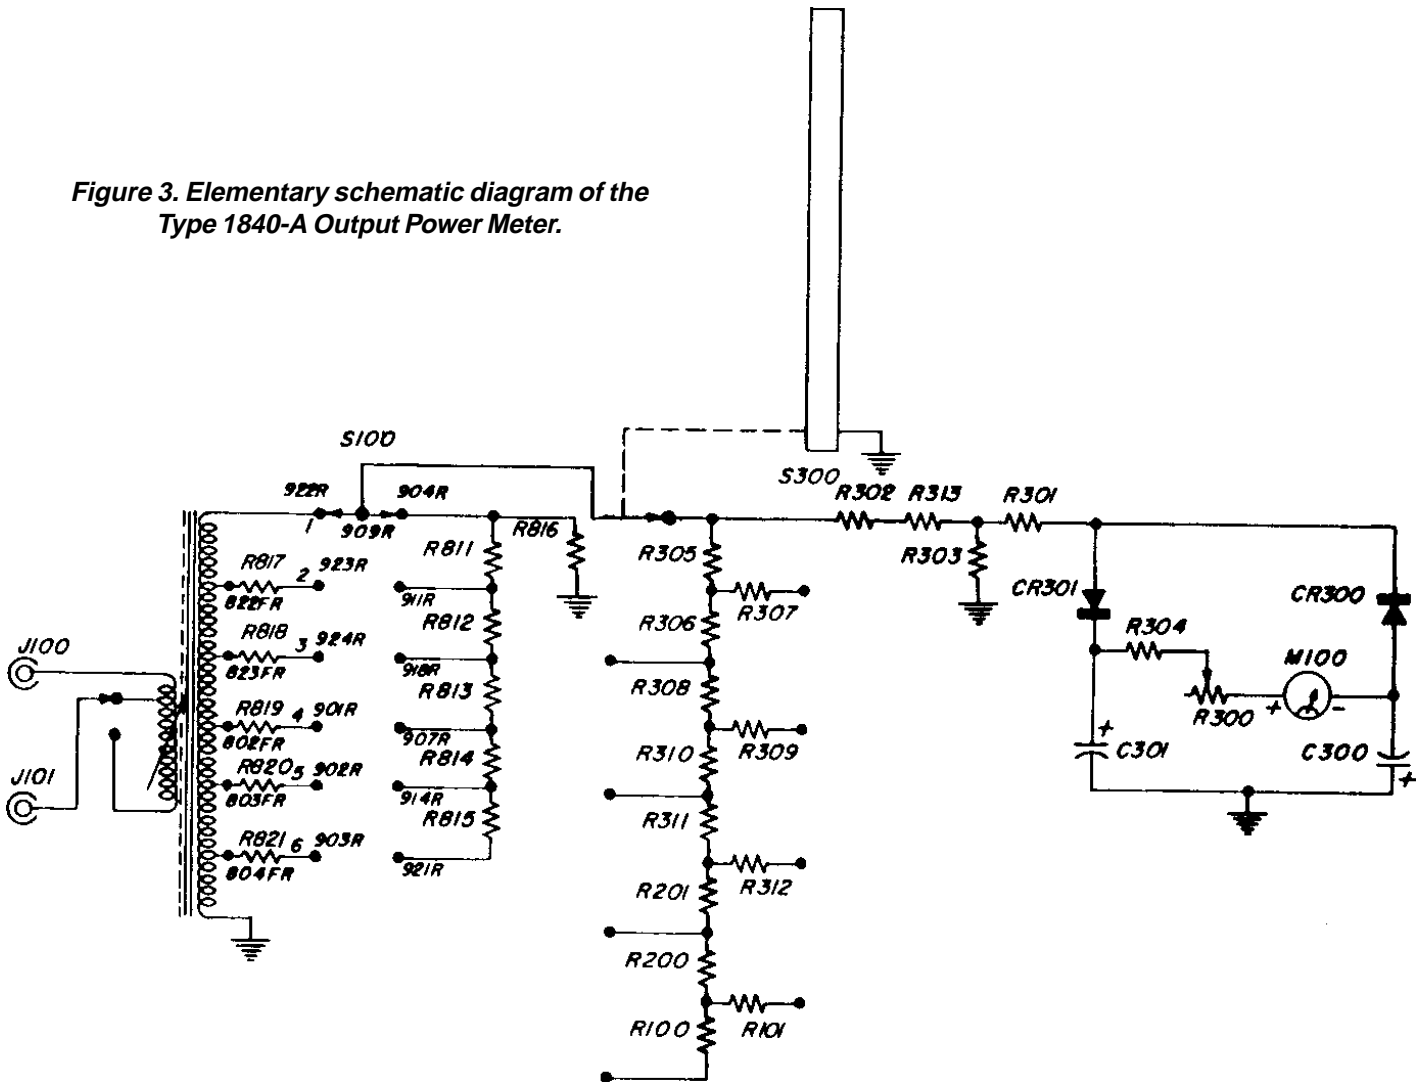 Figure 3. Elementary schematic diagram of the
Type 1840-A Output Power Meter.
S100
S300
922R
904R
1
909R
R816
R302
R313
R301
R811
R305
R303
R817
2
923R
822FR
911R
R307
CR301
CR300
R812
R306
R304
R818
3
924R
823FR
918R
J100
R813
R308
M100
R300
+
-
R819
4
901R
802FR
907R
R309
R814
R310
+
C301
C300
+
J101
R820
5
902R
803FR
914R
R815
R311
R821
6
903R
804FR
921R
R312
R201
R200
R100
R101